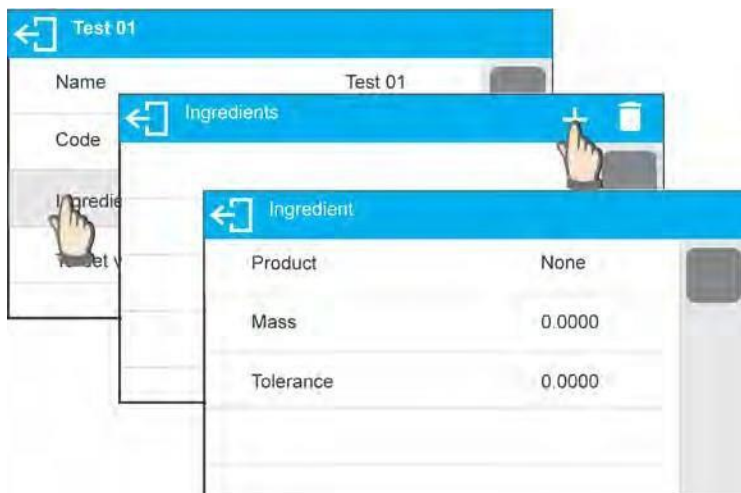 Test 01
Name Test 01
Ingredients
Code
Ingredient
Product None
Mass 0.0000
Tolerance 0.0000